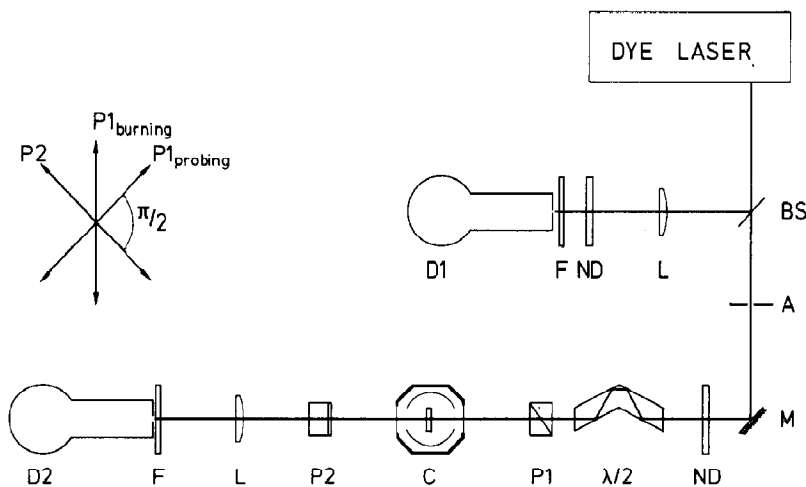 DYE LASER
P1burning
P2
P1probing
π/2
BS
D1
F
ND
L
A
M
D2
F
L
P2
C
P1
λ/2
ND